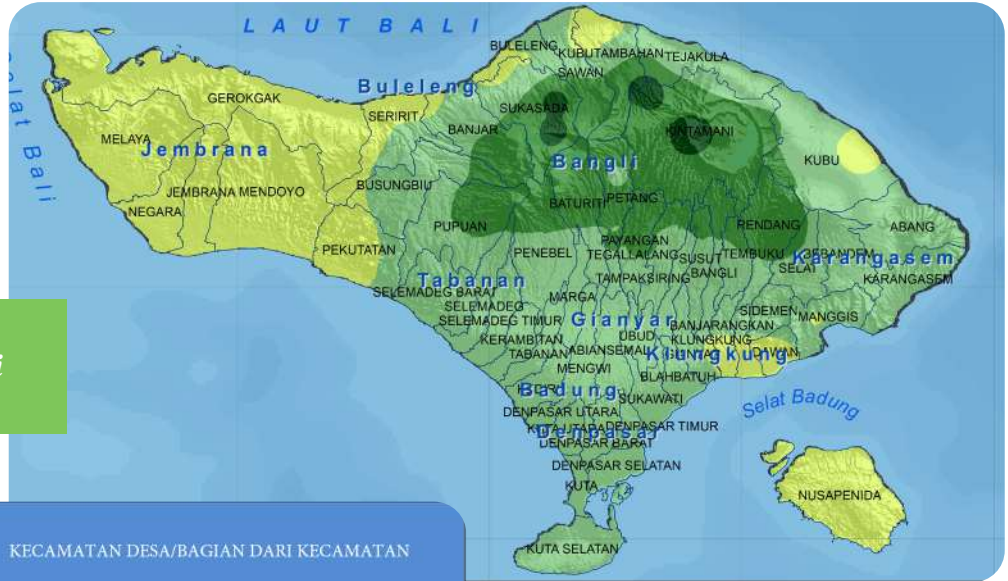 LAUT BALI
Selat Bali
BULELENG
KUBUTAMBAHAN
TEJAKULA
SAWAN
Buleleng
GEROKGAK
SERIRIT
SUKASADA
BANJAR
KINTAMANI
MELAYA
Jembrana
Bangli
KUBU
JEMBRANA
MENDOYO
BUSUNGBIU
NEGARA
BATURITI
PETANG
PUPUAN
RENDANG
ABANG
PEKUTATAN
PENEBEL
PAYANGAN
TEGALLALANG
SUSUT
TEMBUKU
SELAT
Karangasem
Tabanan
TAMPAKSIRING
BANGLI
KARANGASEM
SELEMADEG BARAT
MARGA
SELEMADEG
SELEMADEG TIMUR
Gianyar
SIDEMEN
MANGGIS
BANJARANGKAN
KERAMBITAN
UBUD
KLUNGKUNG
TABANAN
ABIANSEMAL
Klungkung
DAWAN
MENGWI
BLAHBATUH
Badung
SUKAWATI
Selat Badung
DENPASAR UTARA
DENPASAR TIMUR
Denpasar
DENPASAR BARAT
DENPASAR SELATAN
KUTA
NUSAPENIDA
KUTA SELATAN
i
KECAMATAN DESA/BAGIAN DARI KECAMATAN